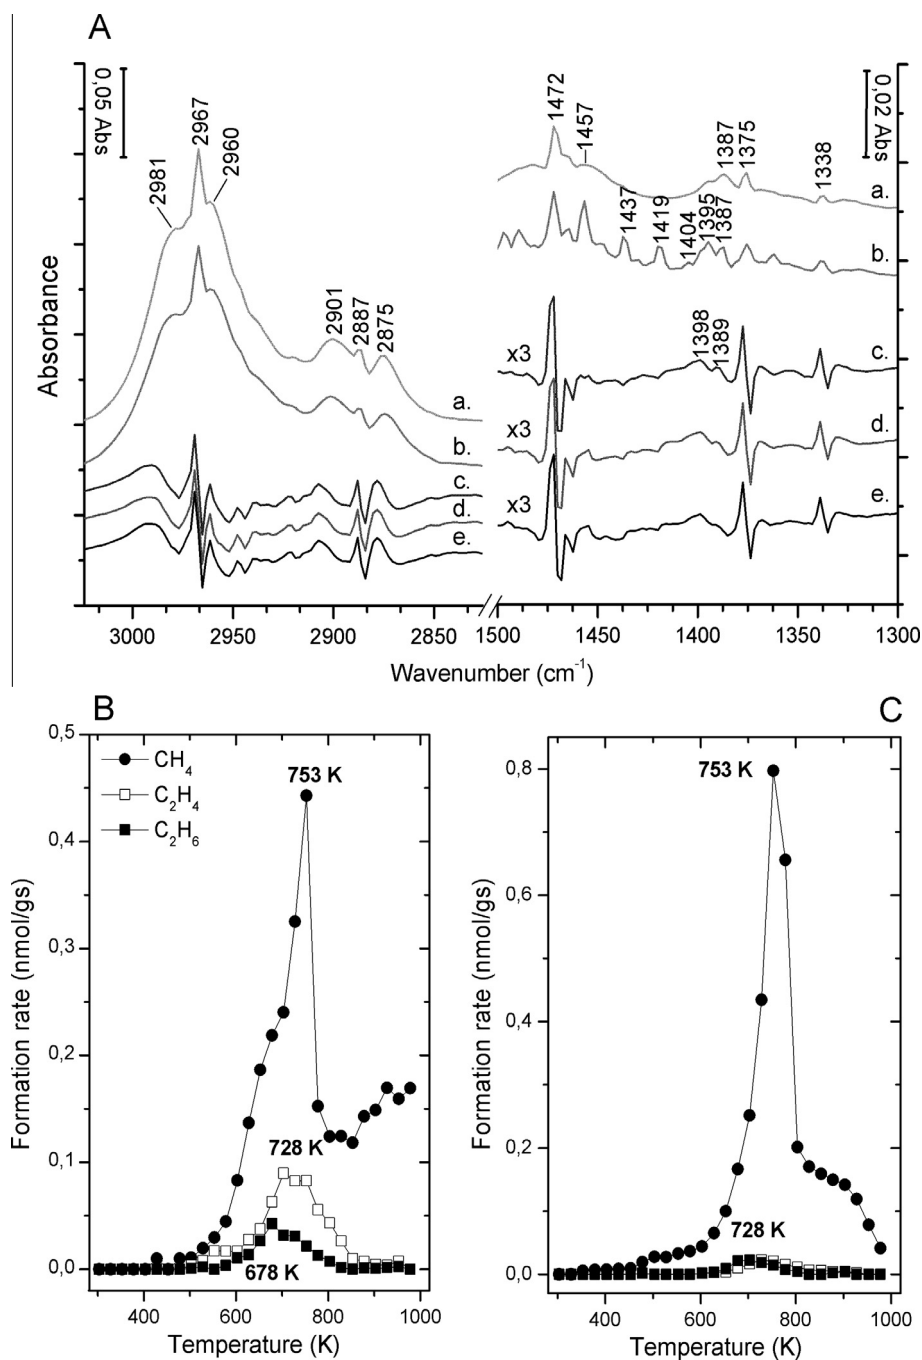 A
0,05 Abs
0,02 Abs
2981
2967
2960
2901
2887
2875
1472
1457
1437
1419
1404
1395
1387
1387
1375
1338
1398
1389
a.
b.
c.
d.
e.
x3
x3
x3
a.
b.
c.
d.
e.
Absorbance
3000 2950 2900 2850 1500 1450 1400 1350 1300
Wavenumber (cm⁻¹)
B
CH₄
C₂H₄
C₂H₆
753 K
728 K
678 K
0,5
0,4
0,3
0,2
0,1
0,0
Formation rate (nmol/gs)
400 600 800 1000
Temperature (K)
C
753 K
728 K
0,8
0,6
0,4
0,2
0,0
Formation rate (nmol/gs)
400 600 800 1000
Temperature (K)